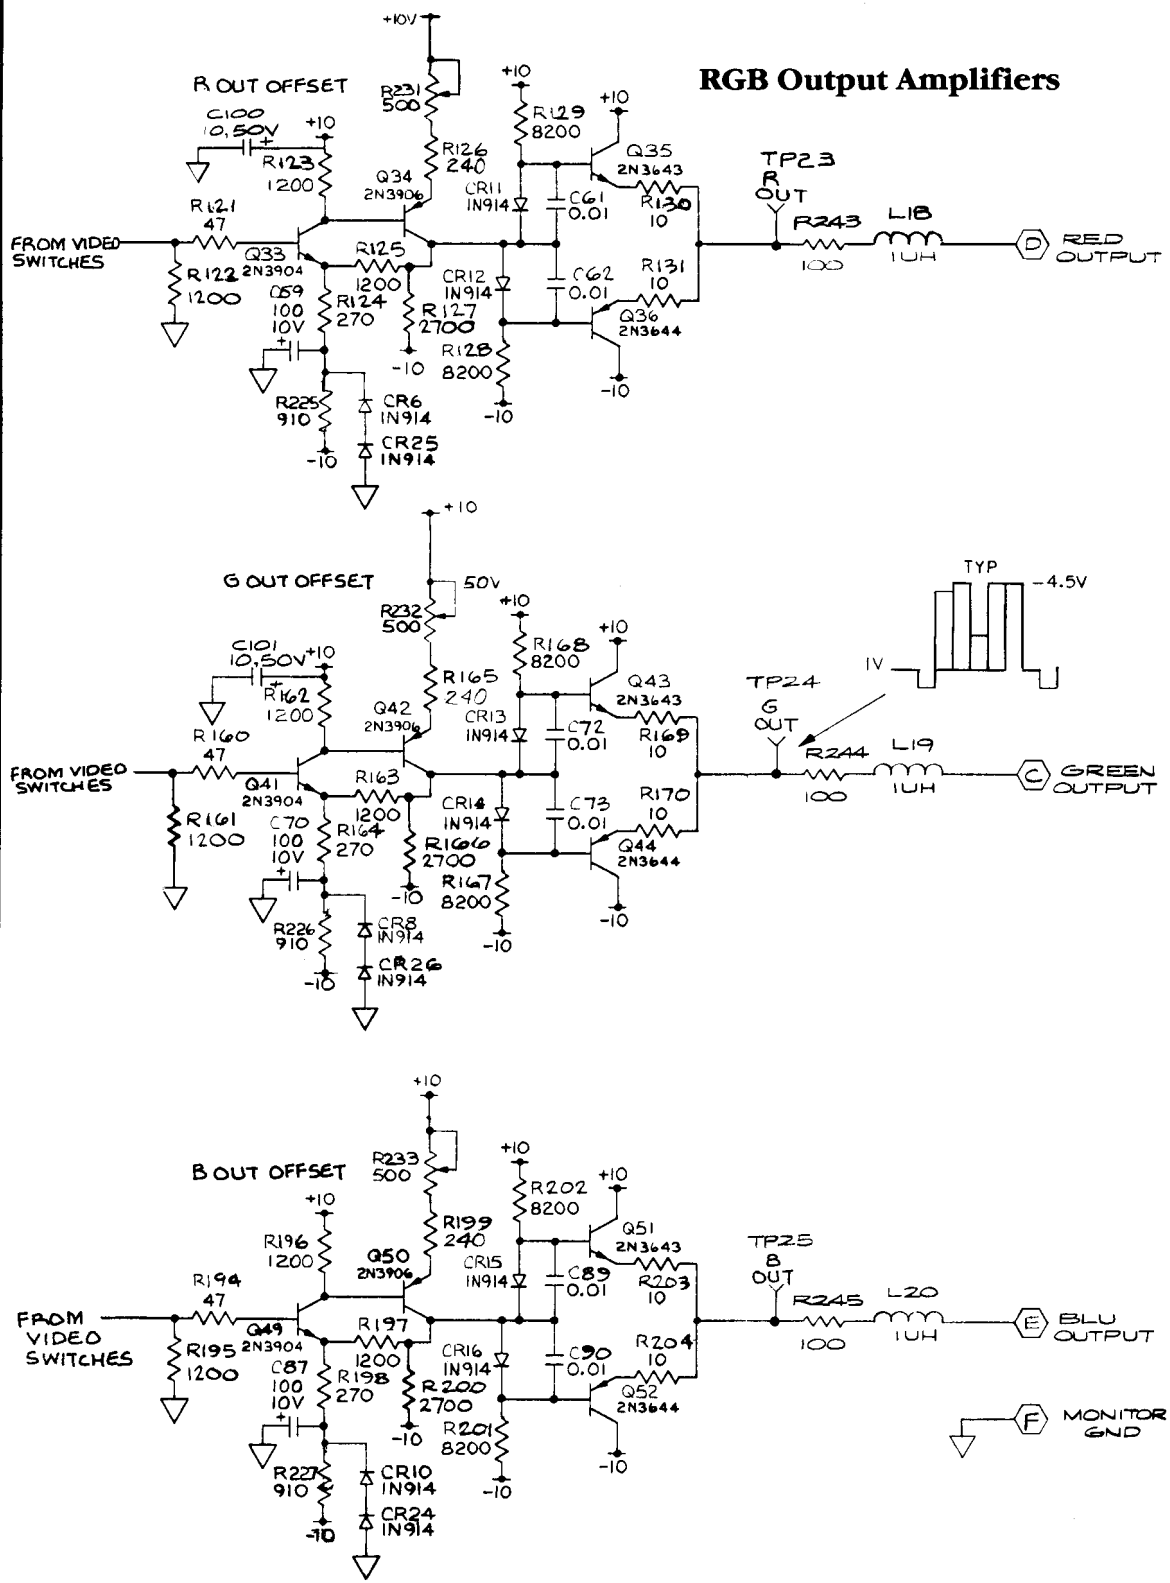 RGB Output Amplifiers
+10V
R OUT OFFSET
R231
500
C100
10,50V
+
+10
R123
1200
R126
240
Q34
2N3906
+10
R129
8200
+10
Q35
2N3643
CR11
1N914
C61
0.01
R130
10
TP23
R
OUT
R243
100
L18
1UH
D
RED
OUTPUT
R121
47
FROM VIDEO
SWITCHES
R122
1200
Q33
2N3904
R125
1200
C59
100
10V
+
R124
270
R127
2700
-10
CR12
1N914
C62
0.01
R131
10
Q36
2N3644
R128
8200
-10
-10
R225
910
-10
CR6
1N914
CR25
1N914
+10
G OUT OFFSET
50V
R232
500
C101
10,50V
+
+10
R162
1200
R165
240
Q42
2N3906
+10
R168
8200
+10
Q43
2N3643
CR13
1N914
C72
0.01
R169
10
TP24
G
OUT
TYP
-4.5V
1V
R244
100
L19
1UH
C
GREEN
OUTPUT
R160
47
FROM VIDEO
SWITCHES
R161
1200
Q41
2N3904
R163
1200
C70
100
10V
+
R164
270
R166
2700
-10
CR14
1N914
C73
0.01
R170
10
Q44
2N3644
R167
8200
-10
-10
R226
910
-10
CR8
1N914
CR26
1N914
+10
B OUT OFFSET
R233
500
+10
R196
1200
R199
240
Q50
2N3906
+10
R202
8200
+10
Q51
2N3643
CR15
1N914
C89
0.01
R203
10
TP25
B
OUT
R245
100
L20
1UH
E
BLU
OUTPUT
R194
47
FROM
VIDEO
SWITCHES
R195
1200
Q49
2N3904
R197
1200
C87
100
10V
+
R198
270
R200
2700
-10
CR16
1N914
C90
0.01
R204
10
Q52
2N3644
R201
8200
-10
-10
R227
910
-10
CR10
1N914
CR24
1N914
F
MONITOR
GND